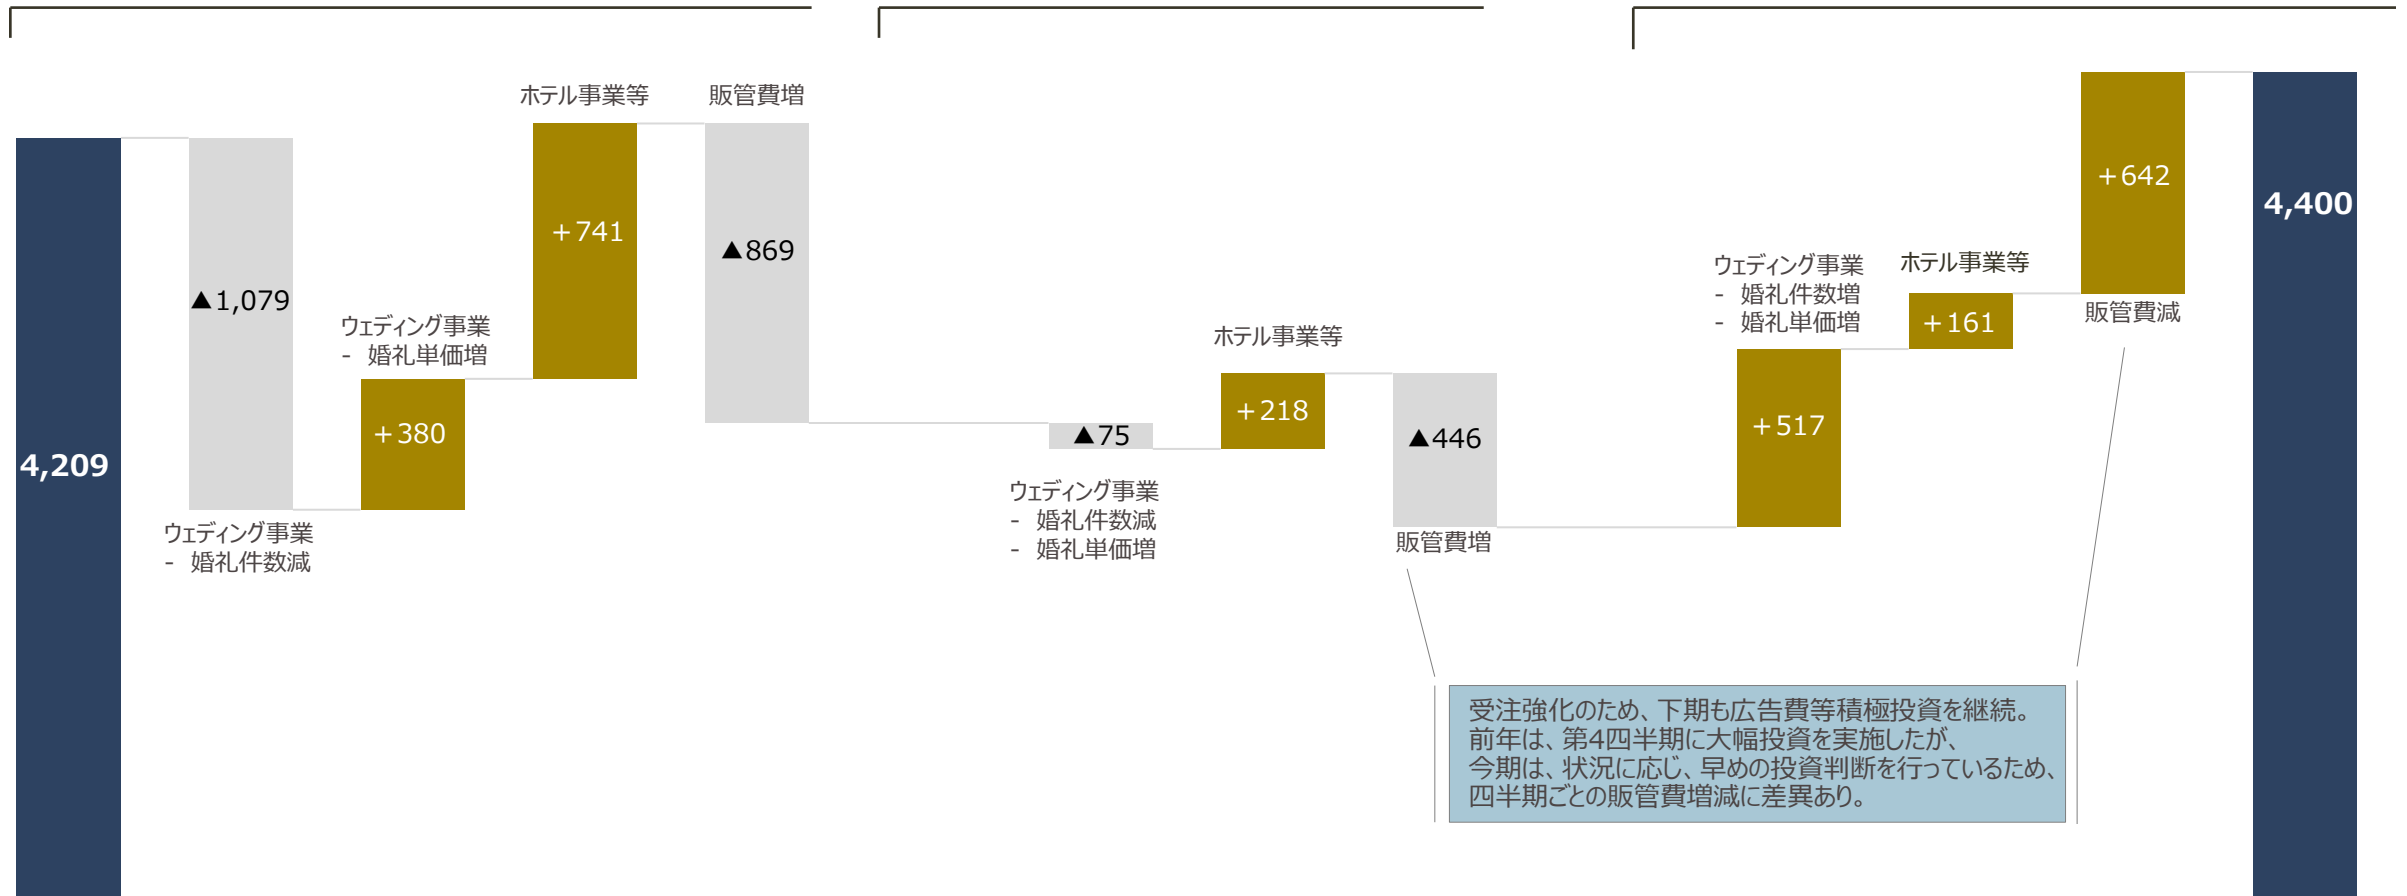 4,209
▲1,079
ウェディング事業
- 婚礼件数減
ウェディング事業
- 婚礼単価増
+380
ホテル事業等
+741
販管費増
▲869
▲75
ウェディング事業
- 婚礼件数減
- 婚礼単価増
ホテル事業等
+218
▲446
販管費増
ウェディング事業
- 婚礼件数増
- 婚礼単価増
+517
ホテル事業等
+161
+642
販管費減
4,400
受注強化のため、下期も広告費等積極投資を継続。
前年は、第4四半期に大幅投資を実施したが、
今期は、状況に応じ、早めの投資判断を行っているため、
四半期ごとの販管費増減に差異あり。